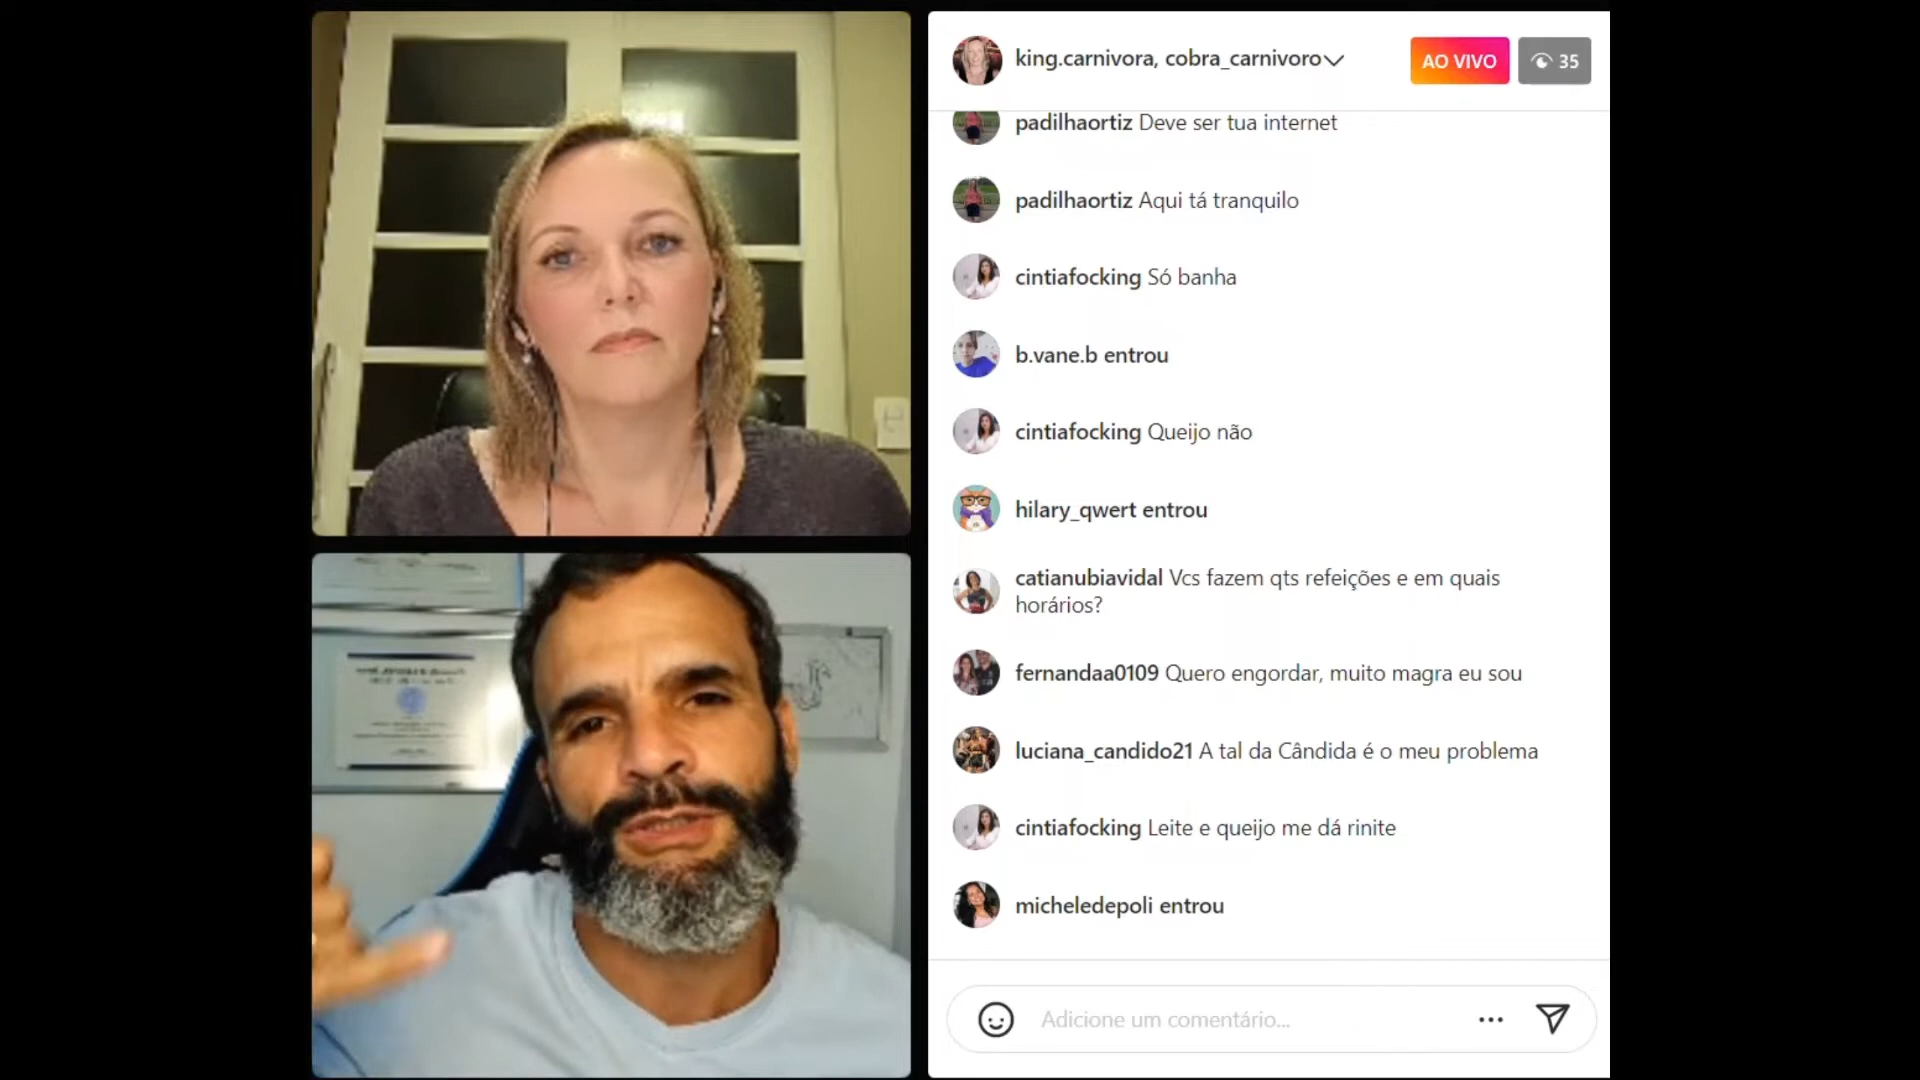 king.carnivora, cobra_carnivoro
AO VIVO
35
padilhaortiz Deve ser tua internet
padilhaortiz Aqui tá tranquilo
cintiafocking Só banha
b.vane.b entrou
cintiafocking Queijo não
hilary_qwert entrou
catianubiavidal Vcs fazem qts refeições e em quais
horários?
fernandaa0109 Quero engordar, muito magra eu sou
luciana_candido21 A tal da Cândida é o meu problema
cintiafocking Leite e queijo me dá rinite
micheledepoli entrou
Adicione um comentário...